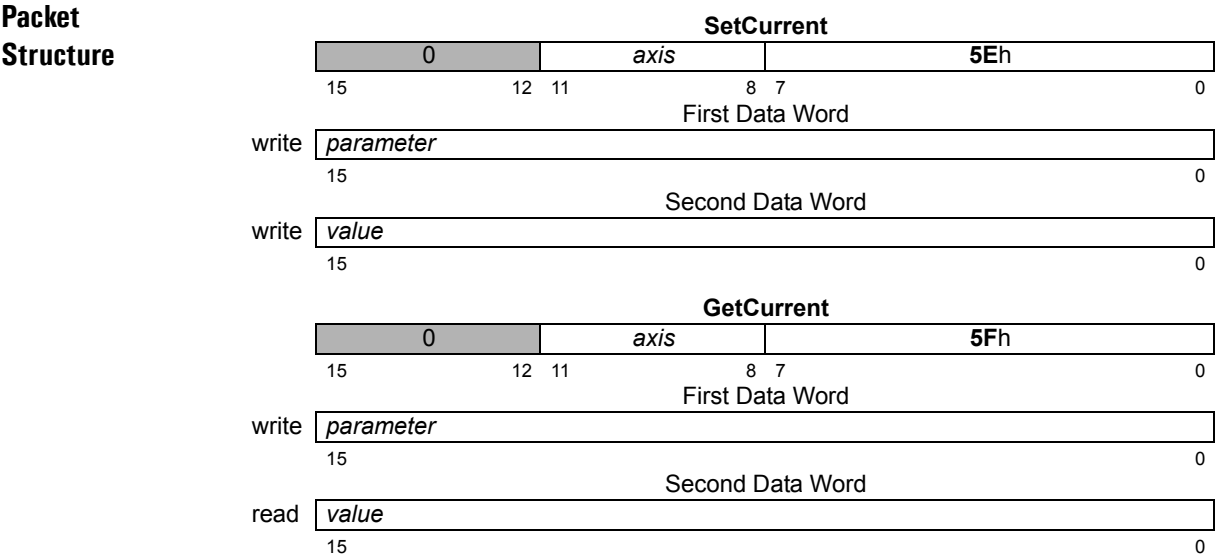 Packet
Structure
SetCurrent
0 axis 5Eh
15 12 11 8 7 0
First Data Word
write parameter
15 0
Second Data Word
write value
15 0
GetCurrent
0 axis 5Fh
15 12 11 8 7 0
First Data Word
write parameter
15 0
Second Data Word
read value
15 0